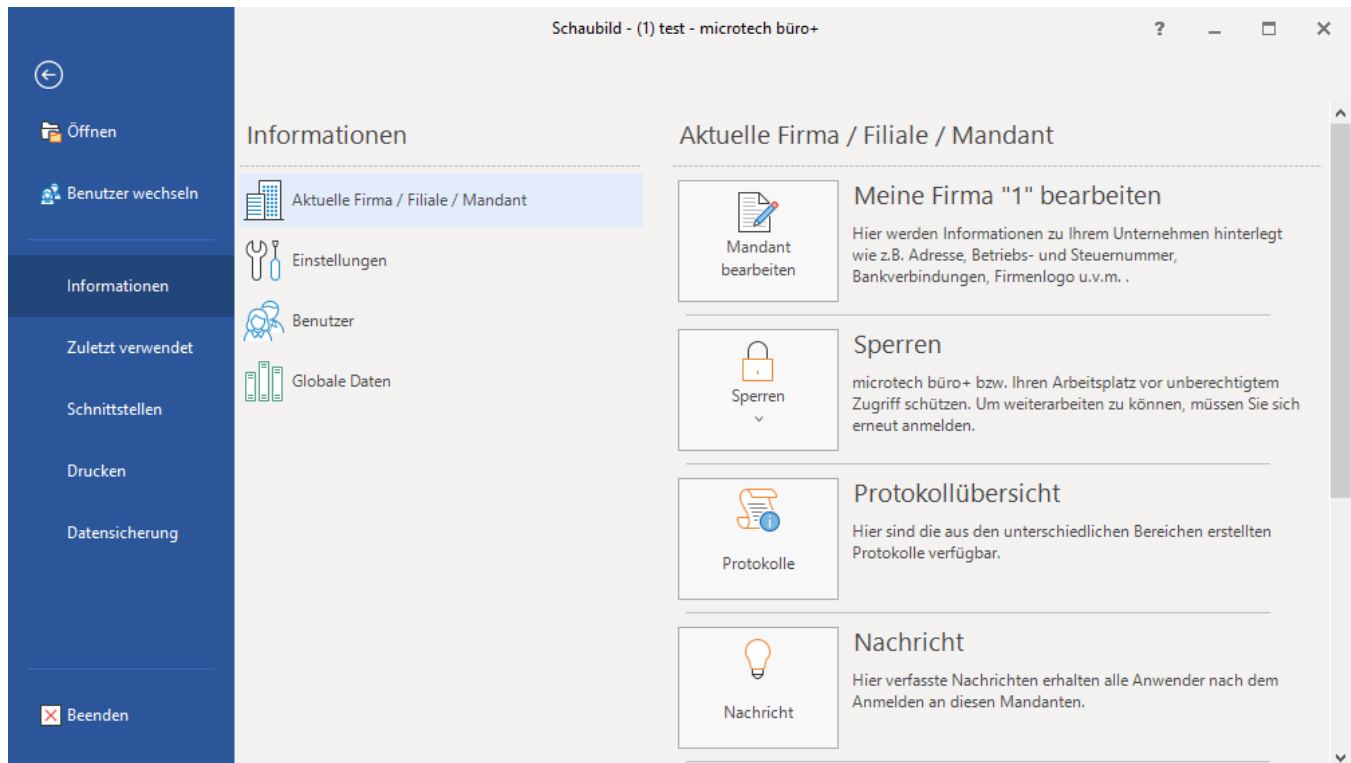 Schaubild - (1) test - microtech büro+
?
Öffnen
Benutzer wechseln
Informationen
Zuletzt verwendet
Schnittstellen
Drucken
Datensicherung
Beenden
Informationen
Aktuelle Firma / Filiale / Mandant
Einstellungen
Benutzer
Globale Daten
Aktuelle Firma / Filiale / Mandant
Mandant
bearbeiten
Meine Firma "1" bearbeiten
Hier werden Informationen zu Ihrem Unternehmen hinterlegt
wie z.B. Adresse, Betriebs- und Steuernummer,
Bankverbindungen, Firmenlogo u.v.m. .
Sperren
Sperren
microtech büro+ bzw. Ihren Arbeitsplatz vor unberechtigtem
Zugriff schützen. Um weiterarbeiten zu können, müssen Sie sich
erneut anmelden.
Protokolle
Protokollübersicht
Hier sind die aus den unterschiedlichen Bereichen erstellten
Protokolle verfügbar.
Nachricht
Nachricht
Hier verfasste Nachrichten erhalten alle Anwender nach dem
Anmelden an diesen Mandanten.